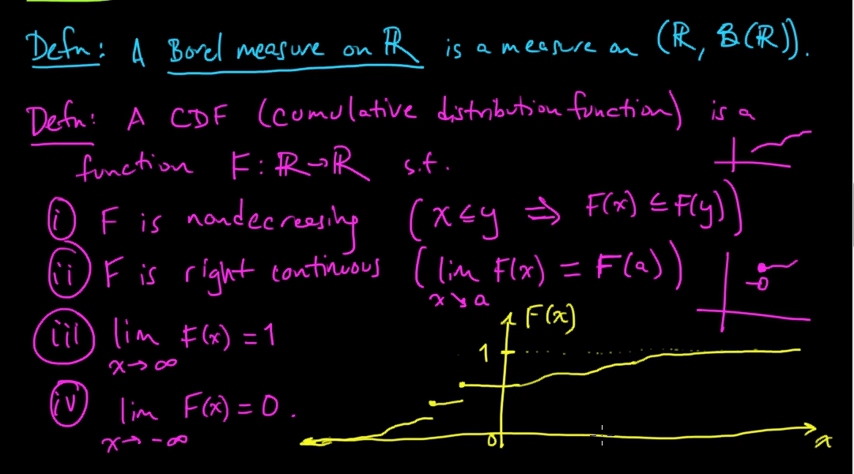 Defn: A Borel measure on ℝ is a measure on (ℝ, B(ℝ)).
Defn: A CDF (cumulative distribution function) is a
function F: ℝ→ℝ s.t.
(i) F is nondecreasing (x ≤ y ⇒ F(x) ≤ F(y))
(ii) F is right continuous (lim F(x) = F(a))
x↘a
(iii) lim F(x) = 1
x→∞
(iv) lim F(x) = 0.
x→-∞
F(x)
1
0
x